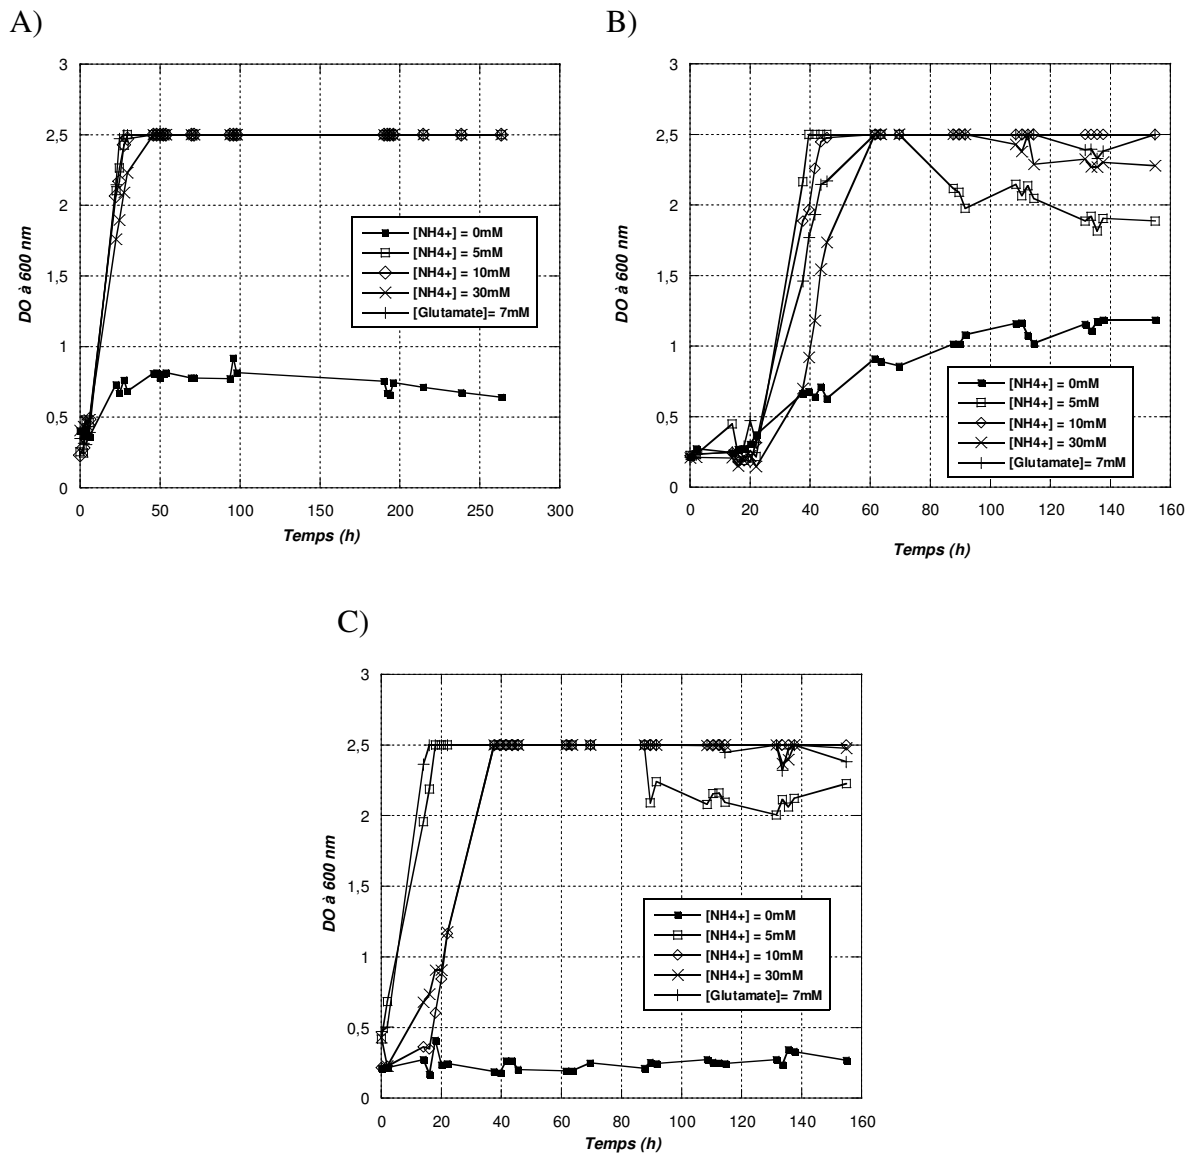 A)
3
2,5
2
1,5
1
0,5
0
DO à 600 nm
0 50 100 150 200 250 300
Temps (h)
[NH4+] = 0mM
[NH4+] = 5mM
[NH4+] = 10mM
[NH4+] = 30mM
[Glutamate]= 7mM
B)
3
2,5
2
1,5
1
0,5
0
DO à 600 nm
0 20 40 60 80 100 120 140 160
Temps (h)
[NH4+] = 0mM
[NH4+] = 5mM
[NH4+] = 10mM
[NH4+] = 30mM
[Glutamate]= 7mM
C)
3
2,5
2
1,5
1
0,5
0
DO à 600 nm
0 20 40 60 80 100 120 140 160
Temps (h)
[NH4+] = 0mM
[NH4+] = 5mM
[NH4+] = 10mM
[NH4+] = 30mM
[Glutamate]= 7mM